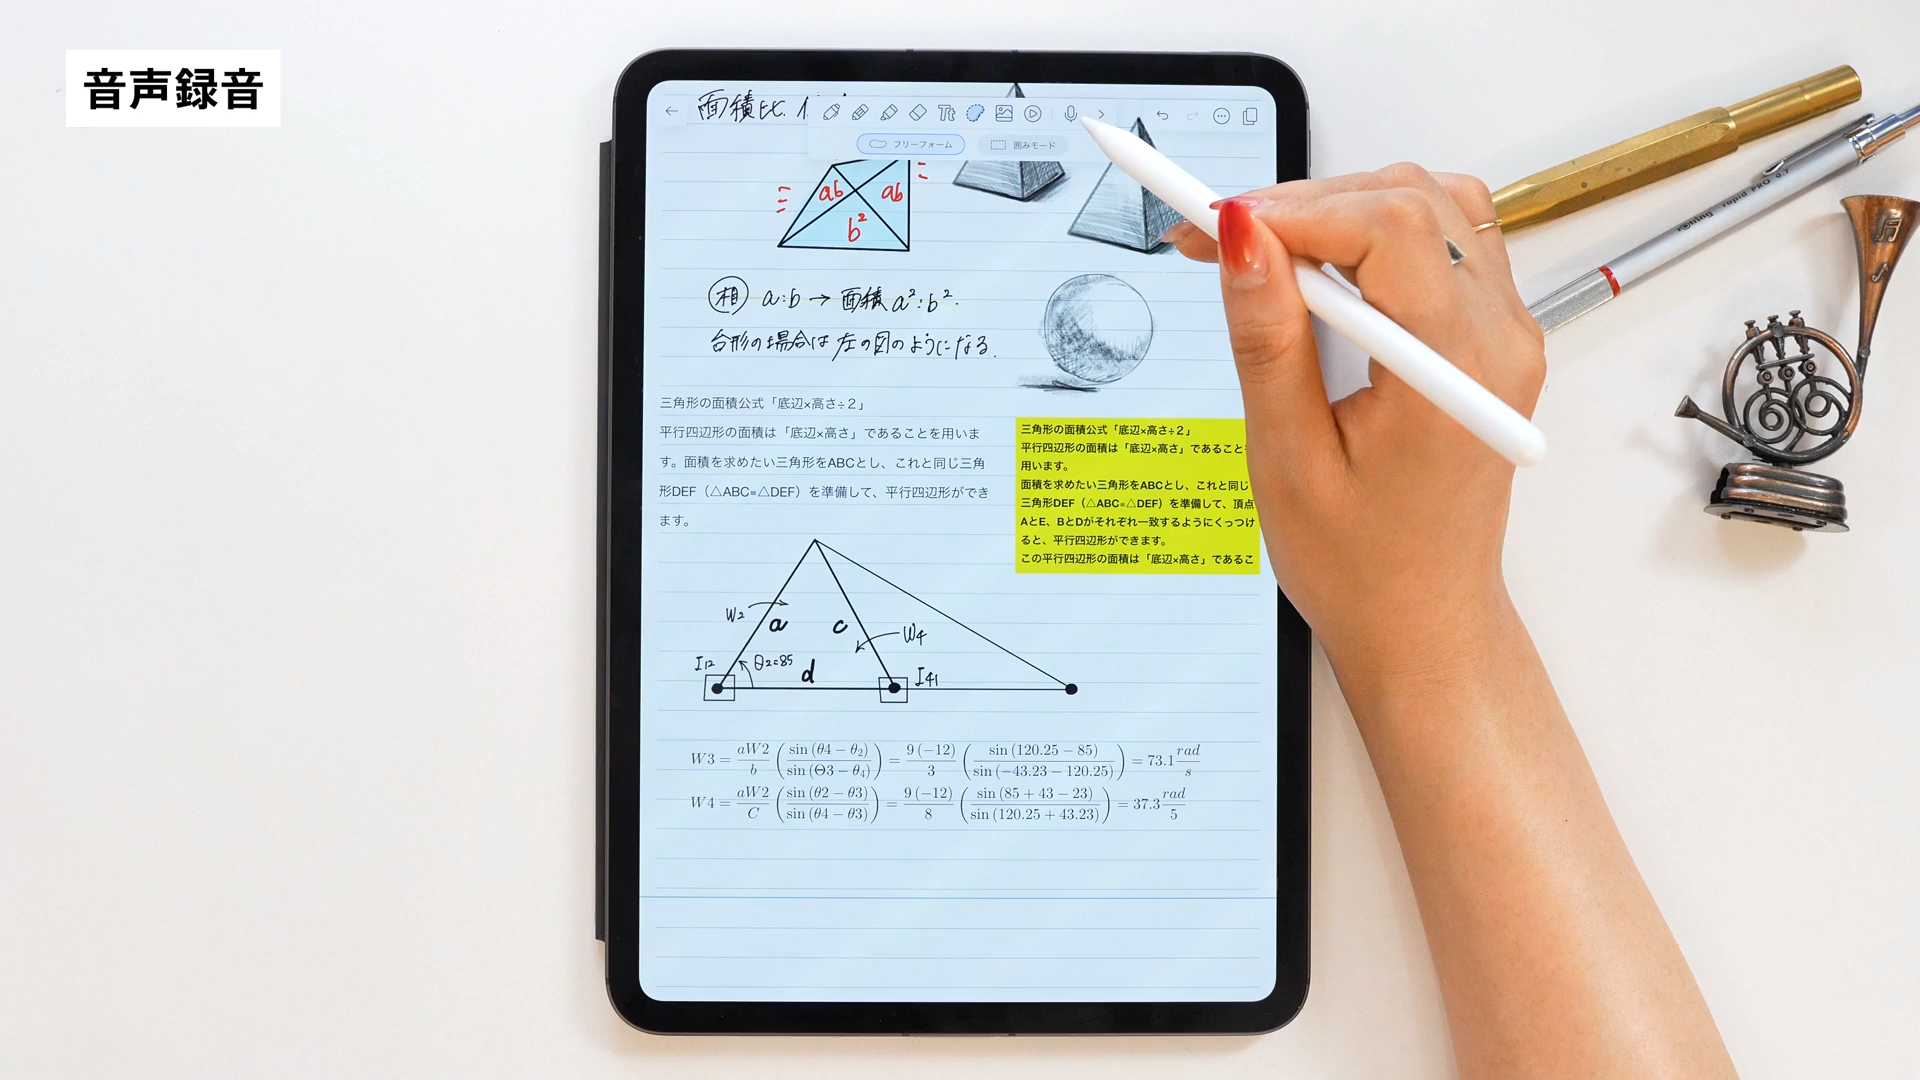 音声録音
面積比
Tt
フリーフォーム
囲みモード
ab
ab
b²
相 a:b → 面積 a²:b².
台形の場合は左の図のようになる.
三角形の面積公式「底辺×高さ÷2」
平行四辺形の面積は「底辺×高さ」であることを用いま
す。面積を求めたい三角形をABCとし、これと同じ三角
形DEF（△ABC=△DEF）を準備して、平行四辺形ができ
ます。
三角形の面積公式「底辺×高さ÷2」
平行四辺形の面積は「底辺×高さ」であること
用います。
面積を求めたい三角形をABCとし、これと同じ
三角形DEF（△ABC=△DEF）を準備して、頂点
AとE、BとDがそれぞれ一致するようにくっつけ
ると、平行四辺形ができます。
この平行四辺形の面積は「底辺×高さ」であるこ
W2
a
c
W4
I12
θ2=85
d
I41
W3 = aW2/b (sin (θ4 − θ₂)/sin (Θ3 − θ₄)) = 9 (−12)/3 (sin (120.25 − 85)/sin (−43.23 − 120.25)) = 73.1 rad/s
W4 = aW2/C (sin (θ2 − θ3)/sin (θ4 − θ3)) = 9 (−12)/8 (sin (85 + 43 − 23)/sin (120.25 + 43.23)) = 37.3 rad/5
rotring rapid PRO 0.7